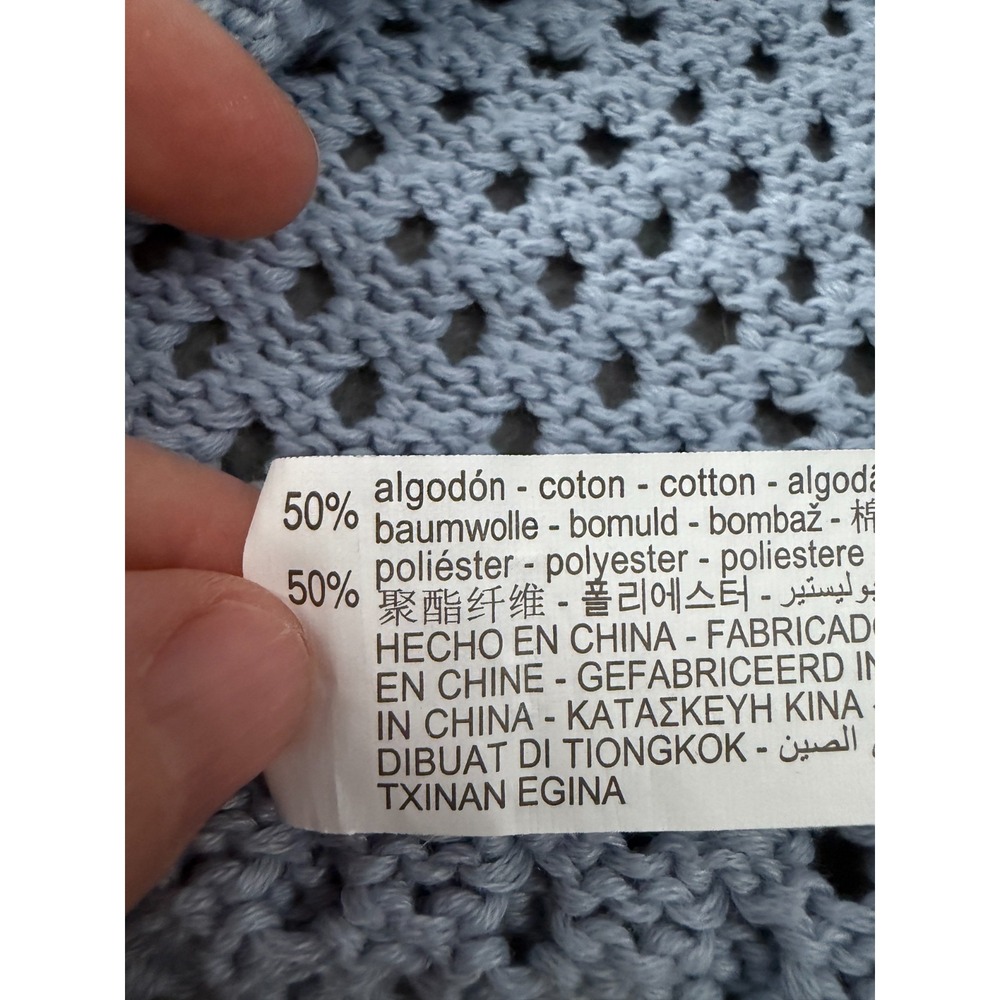 50% algodón - coton - cotton - algodã
baumwolle - bomuld - bombaž - 棉
50% poliéster - polyester - poliestere
聚酯纤维 - 폴리에스터 - بوليستير
HECHO EN CHINA - FABRICADO
EN CHINE - GEFABRICEERD IN
IN CHINA - ΚΑΤΑΣΚΕΥΗ ΚΙΝΑ -
DIBUAT DI TIONGKOK - الصين
TXINAN EGINA